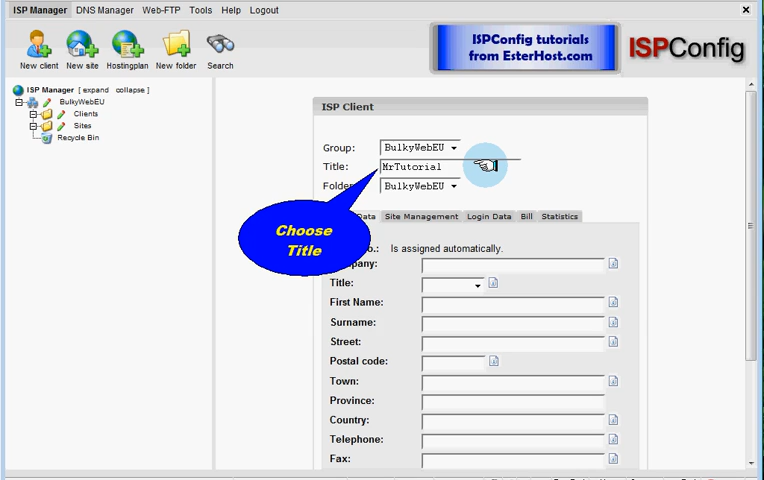 ISP Manager DNS Manager Web-FTP Tools Help Logout
New client New site Hostingplan New folder Search
ISPConfig tutorials
from EsterHost.com
ISPConfig
ISP Manager [ expand collapse ]
BulkyWebEU
Clients
Sites
Recycle Bin
ISP Client
Group: BulkyWebEU
Title: MrTutorial
Folder BulkyWebEU
Choose
Title
Data Site Management Login Data Bill Statistics
Is assigned automatically.
Title:
First Name:
Surname:
Street:
Postal code:
Town:
Province:
Country:
Telephone:
Fax: